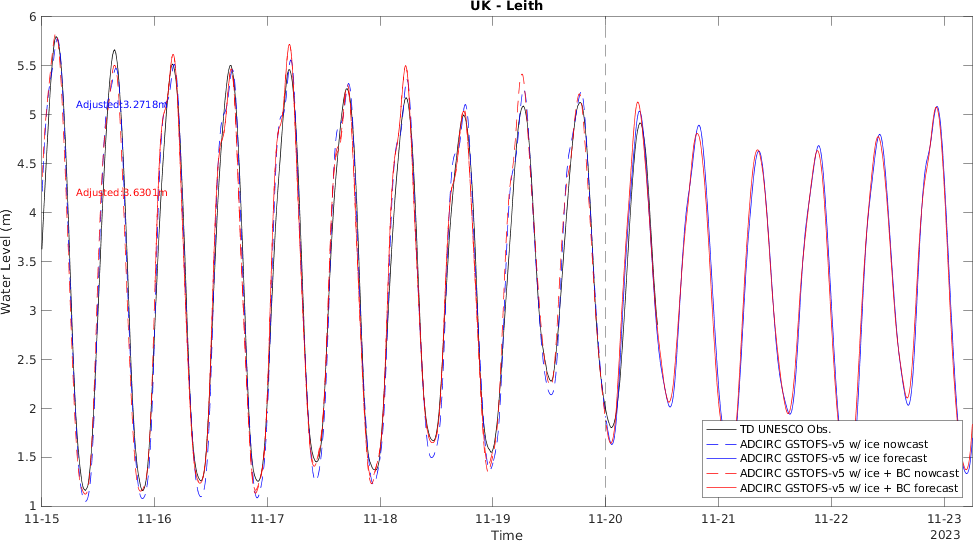 UK - Leith
6
5.5
5
4.5
4
3.5
3
2.5
2
1.5
1
Water Level (m)
Adjusted:3.2718m
Adjusted:3.6301m
TD UNESCO Obs.
ADCIRC GSTOFS-v5 w/ ice nowcast
ADCIRC GSTOFS-v5 w/ ice forecast
ADCIRC GSTOFS-v5 w/ ice + BC nowcast
ADCIRC GSTOFS-v5 w/ ice + BC forecast
11-15 11-16 11-17 11-18 11-19 11-20 11-21 11-22 11-23
Time 2023